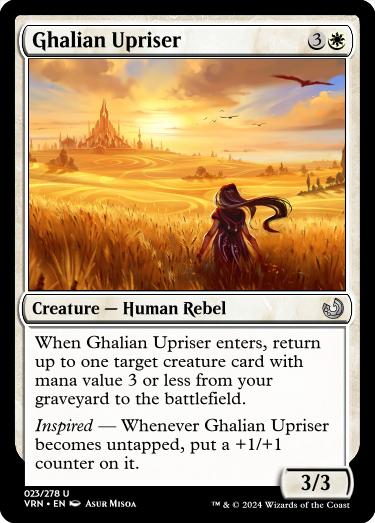 Ghalian Upriser 3
Creature — Human Rebel
When Ghalian Upriser enters, return
up to one target creature card with
mana value 3 or less from your
graveyard to the battlefield.
Inspired — Whenever Ghalian Upriser
becomes untapped, put a +1/+1
counter on it.
3/3
023/278 U
VRN • EN Asur Misoa
™ & © 2024 Wizards of the Coast